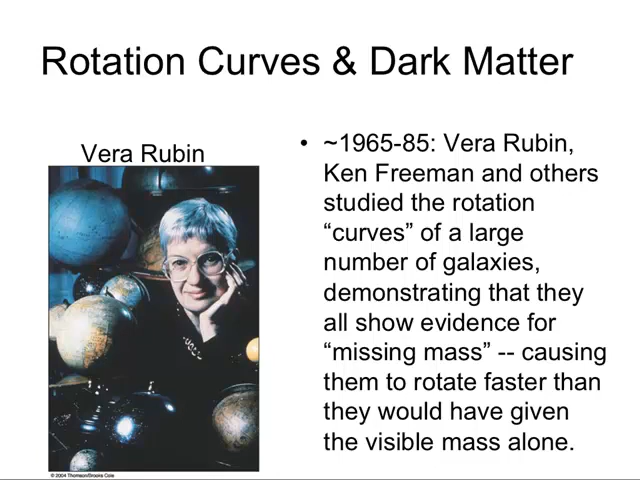 Rotation Curves & Dark Matter
Vera Rubin
• ~1965-85: Vera Rubin,
Ken Freeman and others
studied the rotation
“curves” of a large
number of galaxies,
demonstrating that they
all show evidence for
“missing mass” -- causing
them to rotate faster than
they would have given
the visible mass alone.
© 2004 Thomson/Brooks Cole